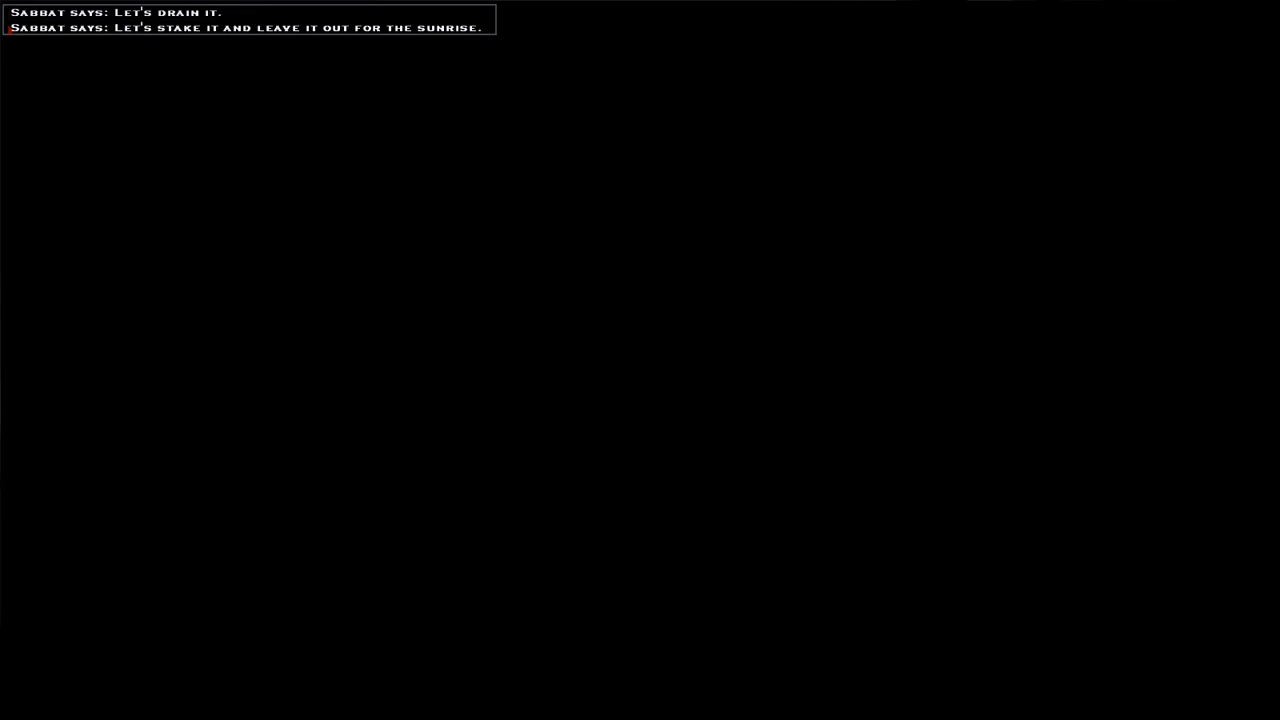 Sabbat says: Let's drain it.
Sabbat says: Let's stake it and leave it out for the sunrise.